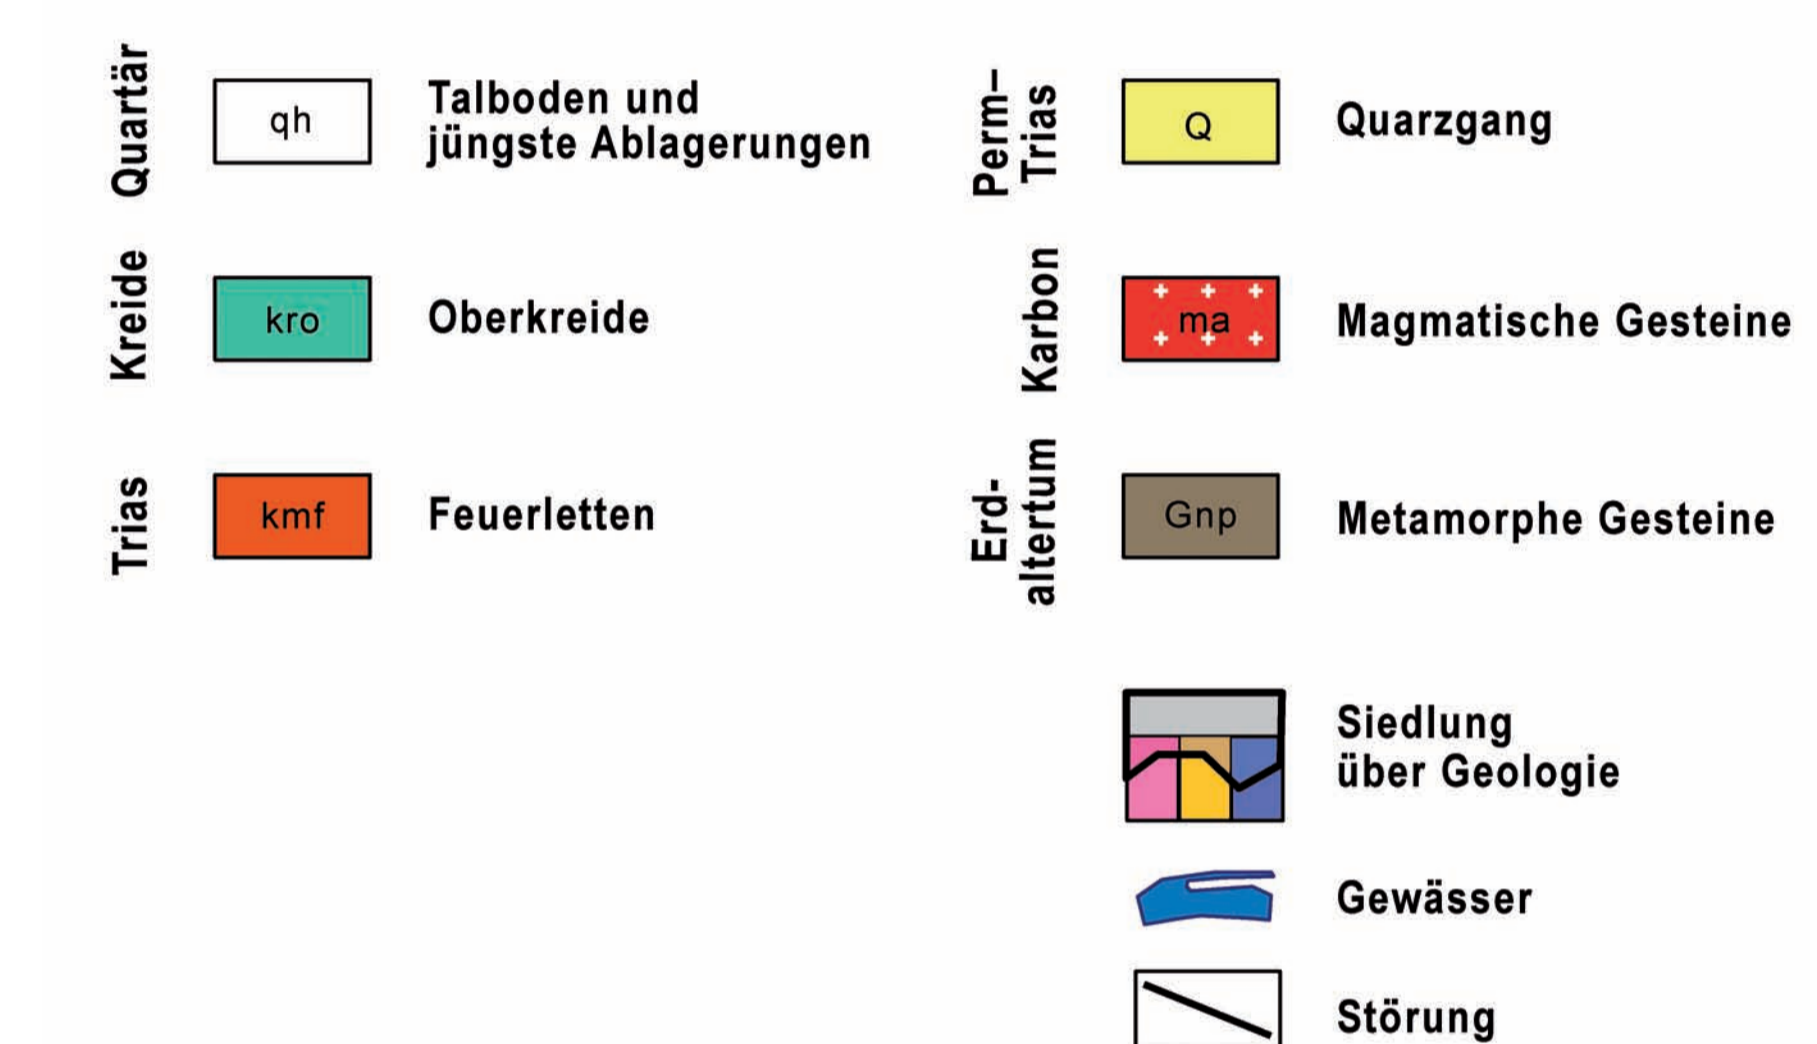 Quartär
qh
Talboden und
jüngste Ablagerungen
Kreide
kro
Oberkreide
Trias
kmf
Feuerletten
Perm–
Trias
Q
Quarzgang
Karbon
ma
Magmatische Gesteine
Erd-
altertum
Gnp
Metamorphe Gesteine
Siedlung
über Geologie
Gewässer
Störung